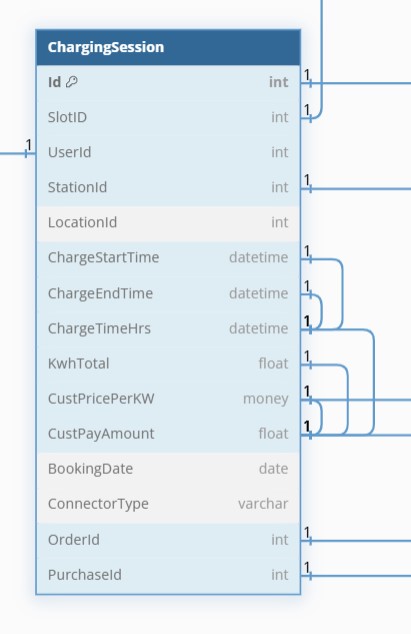 ChargingSession
Id int 1
SlotID int 1
1 UserId int
StationId int 1
LocationId int
ChargeStartTime datetime 1
ChargeEndTime datetime 1
ChargeTimeHrs datetime 1
KwhTotal float 1
CustPricePerKW money 1
CustPayAmount float 1
BookingDate date
ConnectorType varchar
OrderId int 1
PurchaseId int 1